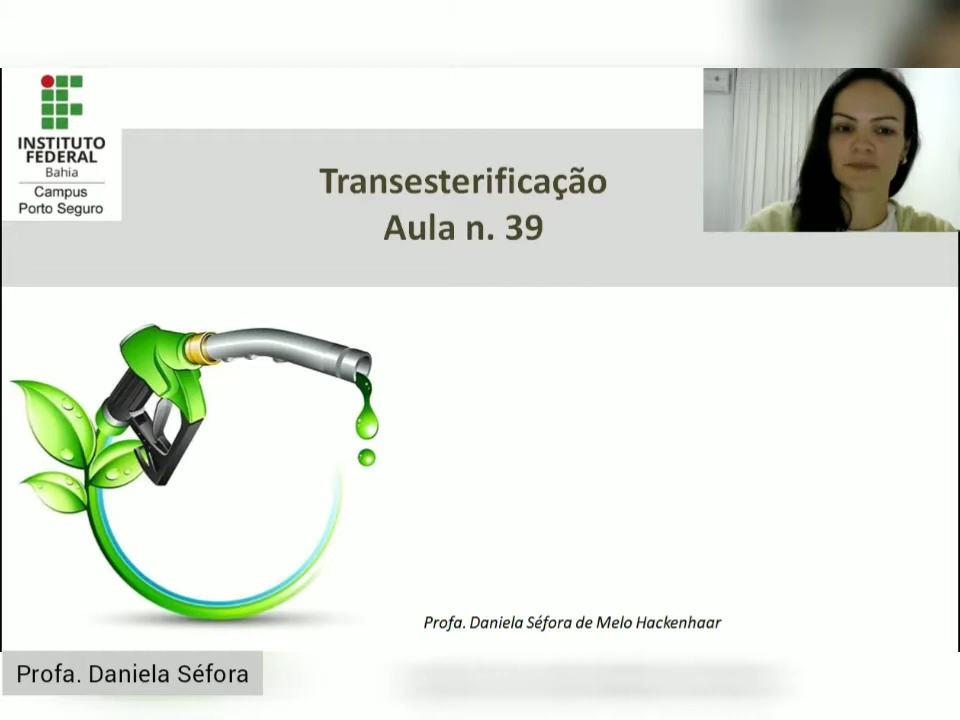 INSTITUTO
FEDERAL
Bahia
Campus
Porto Seguro
Transesterificação
Aula n. 39
Profa. Daniela Séfora de Melo Hackenhaar
Profa. Daniela Séfora